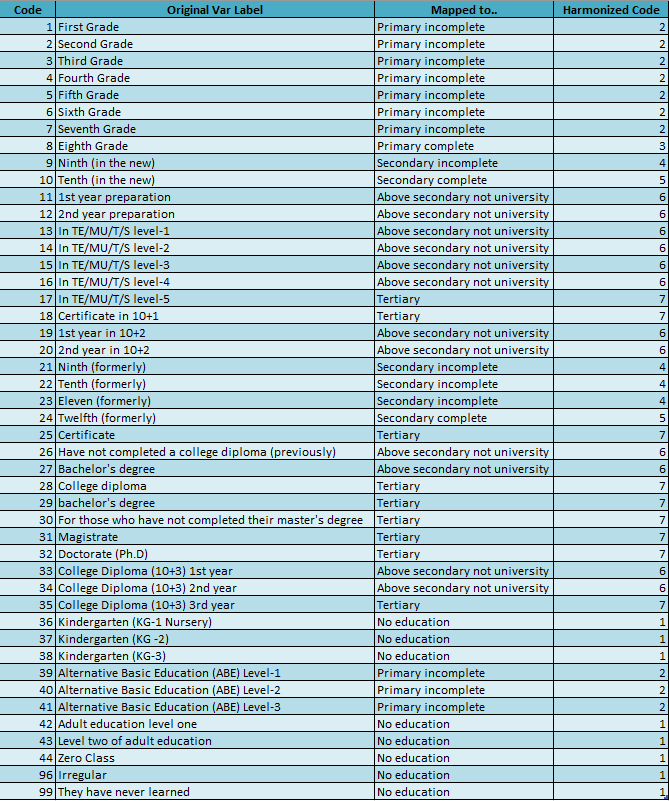 Code Original Var Label Mapped to.. Harmonized Code
1 First Grade Primary incomplete 2
2 Second Grade Primary incomplete 2
3 Third Grade Primary incomplete 2
4 Fourth Grade Primary incomplete 2
5 Fifth Grade Primary incomplete 2
6 Sixth Grade Primary incomplete 2
7 Seventh Grade Primary incomplete 2
8 Eighth Grade Primary complete 3
9 Ninth (in the new) Secondary incomplete 4
10 Tenth (in the new) Secondary complete 5
11 1st year preparation Above secondary not university 6
12 2nd year preparation Above secondary not university 6
13 In TE/MU/T/S level-1 Above secondary not university 6
14 In TE/MU/T/S level-2 Above secondary not university 6
15 In TE/MU/T/S level-3 Above secondary not university 6
16 In TE/MU/T/S level-4 Above secondary not university 6
17 In TE/MU/T/S level-5 Tertiary 7
18 Certificate in 10+1 Tertiary 7
19 1st year in 10+2 Above secondary not university 6
20 2nd year in 10+2 Above secondary not university 6
21 Ninth (formerly) Secondary incomplete 4
22 Tenth (formerly) Secondary incomplete 4
23 Eleven (formerly) Secondary incomplete 4
24 Twelfth (formerly) Secondary complete 5
25 Certificate Tertiary 7
26 Have not completed a college diploma (previously) Above secondary not university 6
27 Bachelor's degree Above secondary not university 6
28 College diploma Tertiary 7
29 bachelor's degree Tertiary 7
30 For those who have not completed their master's degree Tertiary 7
31 Magistrate Tertiary 7
32 Doctorate (Ph.D) Tertiary 7
33 College Diploma (10+3) 1st year Above secondary not university 6
34 College Diploma (10+3) 2nd year Above secondary not university 6
35 College Diploma (10+3) 3rd year Tertiary 7
36 Kindergarten (KG-1 Nursery) No education 1
37 Kindergarten (KG -2) No education 1
38 Kindergarten (KG-3) No education 1
39 Alternative Basic Education (ABE) Level-1 Primary incomplete 2
40 Alternative Basic Education (ABE) Level-2 Primary incomplete 2
41 Alternative Basic Education (ABE) Level-3 Primary incomplete 2
42 Adult education level one No education 1
43 Level two of adult education No education 1
44 Zero Class No education 1
96 Irregular No education 1
99 They have never learned No education 1